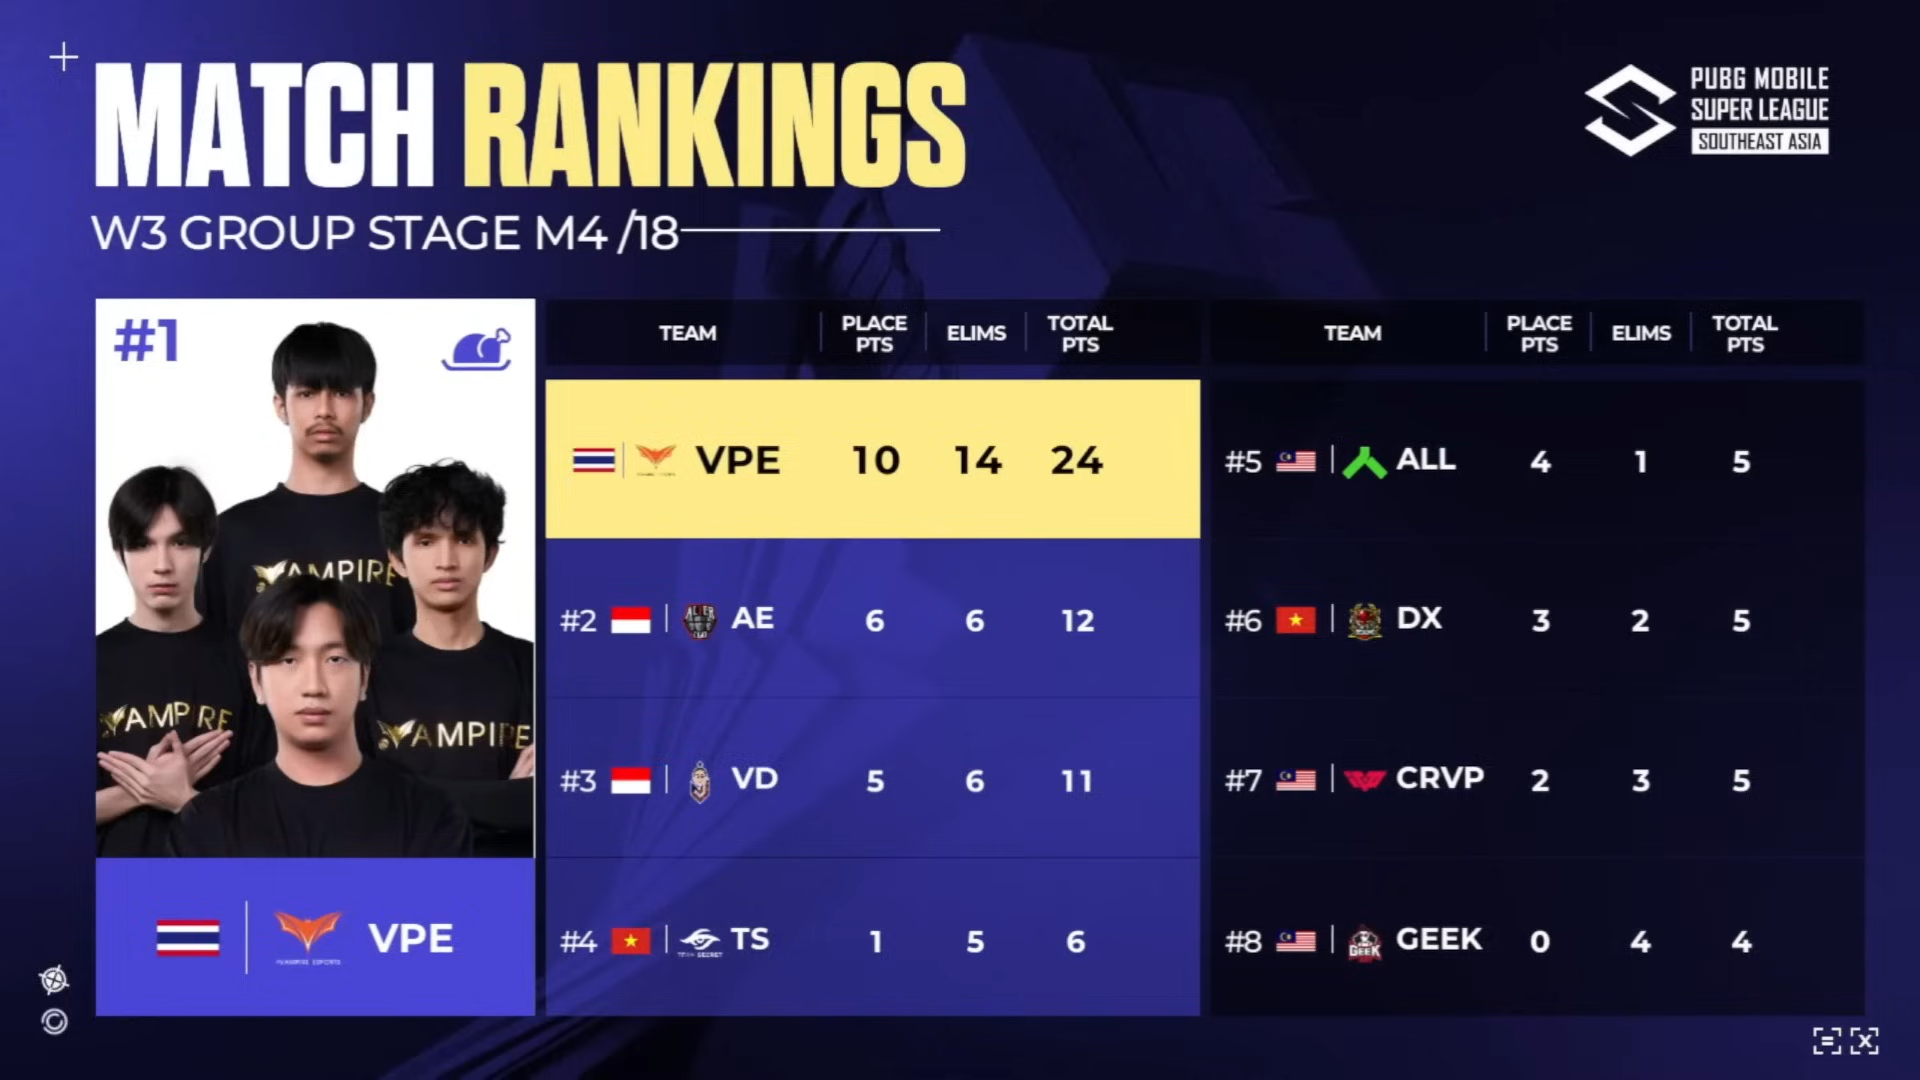 MATCH RANKINGS
W3 GROUP STAGE M4 /18
PUBG MOBILE
SUPER LEAGUE
SOUTHEAST ASIA
#1
VAMPIRE
VAMPIRE
VAMPIRE
VPE
TEAM PLACE PTS ELIMS TOTAL PTS
VPE 10 14 24
#2 AE 6 6 12
#3 VD 5 6 11
#4 TEAM SECRET TS 1 5 6
TEAM PLACE PTS ELIMS TOTAL PTS
#5 ALL 4 1 5
#6 DX 3 2 5
#7 CRVP 2 3 5
#8 GEEK GEEK 0 4 4